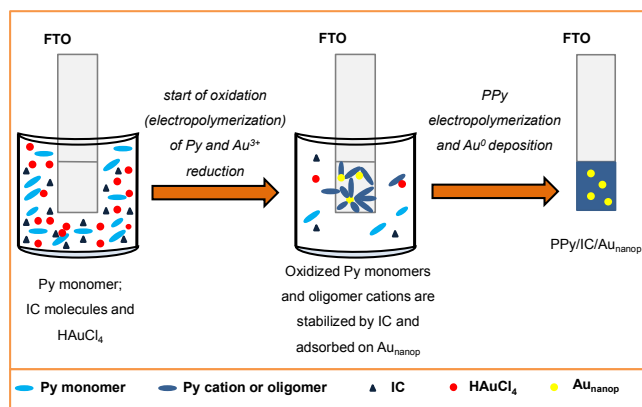 FTO
FTO
FTO
start of oxidation
(electropolymerization)
of Py and Au³⁺
reduction
PPy
electropolymerization
and Au⁰ deposition
Py monomer;
IC molecules and
HAuCl₄
Oxidized Py monomers
and oligomer cations are
stabilized by IC and
adsorbed on Auₙₐₙₒₚ
PPy/IC/Auₙₐₙₒₚ
Py monomer
Py cation or oligomer
IC
HAuCl₄
Auₙₐₙₒₚ